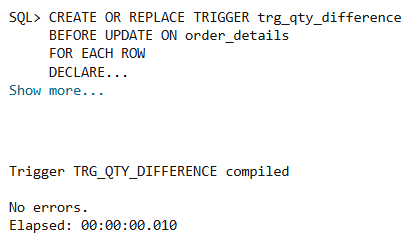 SQL> CREATE OR REPLACE TRIGGER trg_qty_difference
BEFORE UPDATE ON order_details
FOR EACH ROW
DECLARE...
Show more...
Trigger TRG_QTY_DIFFERENCE compiled
No errors.
Elapsed: 00:00:00.010